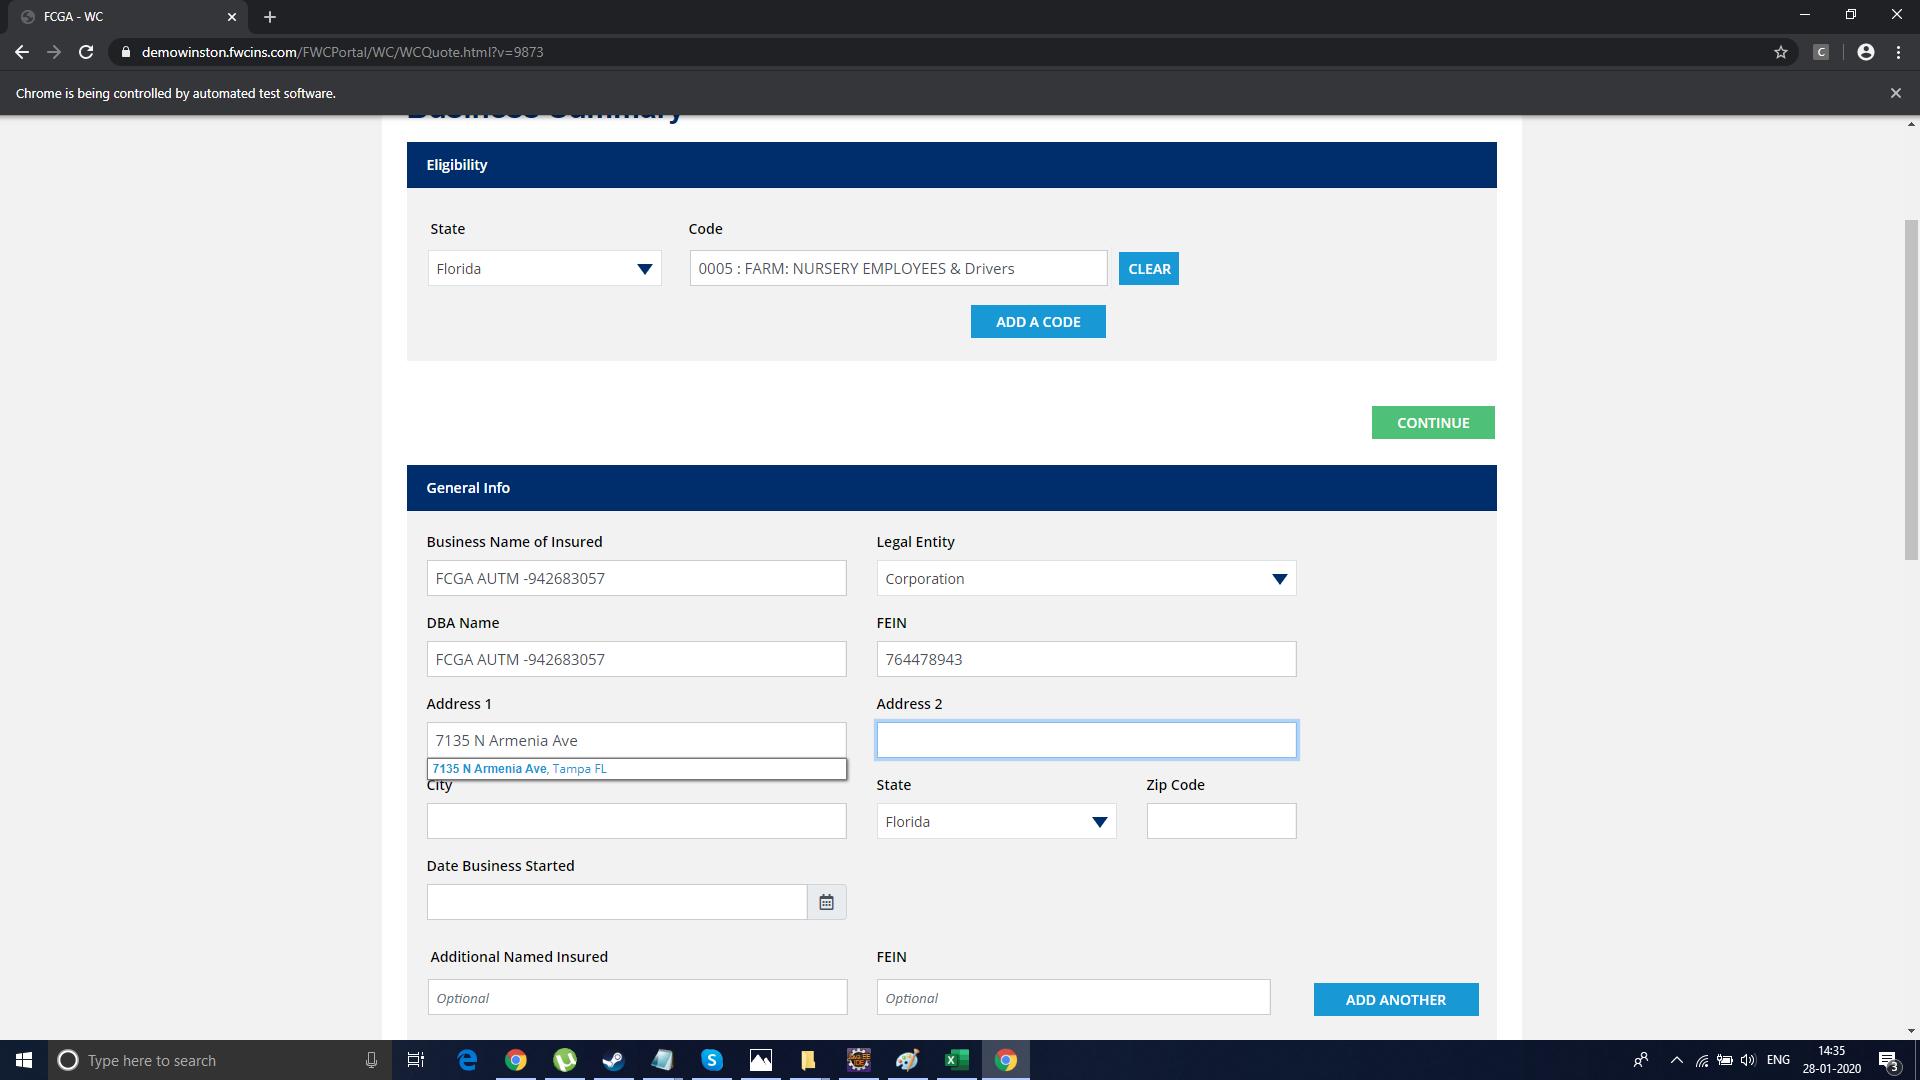 FCGA - WC
demowinston.fwcins.com/FWCPortal/WC/WCQuote.html?v=9873
C
Chrome is being controlled by automated test software.
Business Summary
Eligibility
State
Code
Florida
0005 : FARM: NURSERY EMPLOYEES & Drivers
CLEAR
ADD A CODE
CONTINUE
General Info
Business Name of Insured
Legal Entity
FCGA AUTM -942683057
Corporation
DBA Name
FEIN
FCGA AUTM -942683057
764478943
Address 1
Address 2
7135 N Armenia Ave
7135 N Armenia Ave, Tampa FL
City
State
Zip Code
Florida
Date Business Started
Additional Named Insured
FEIN
Optional
Optional
ADD ANOTHER
Type here to search
ENG
14:35
28-01-2020
3